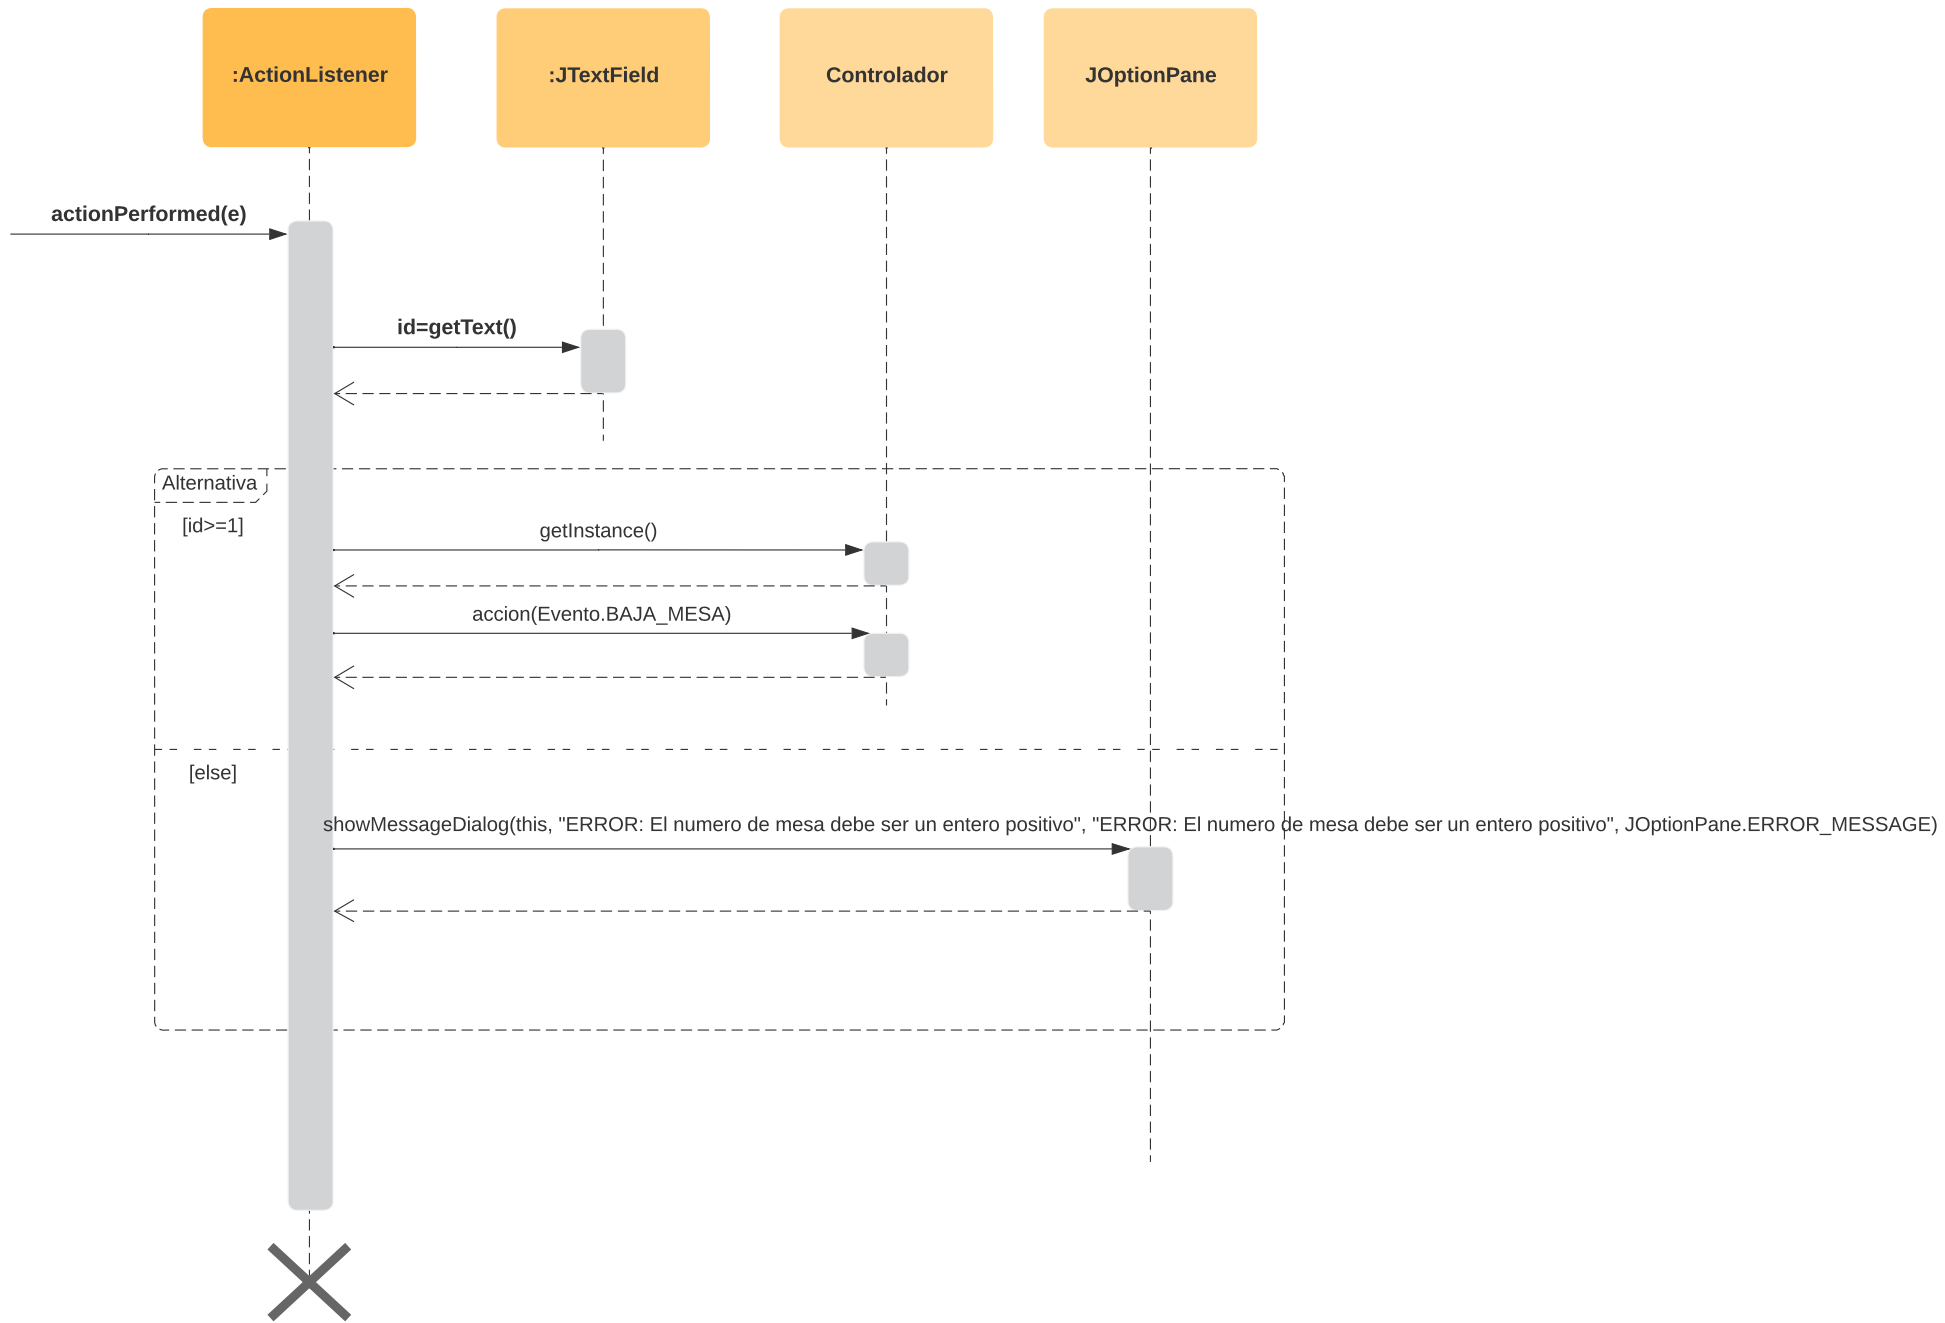 :ActionListener
:JTextField
Controlador
JOptionPane
actionPerformed(e)
id=getText()
Alternativa
[id>=1]
getInstance()
accion(Evento.BAJA_MESA)
[else]
showMessageDialog(this, "ERROR: El numero de mesa debe ser un entero positivo", "ERROR: El numero de mesa debe ser un entero positivo", JOptionPane.ERROR_MESSAGE)